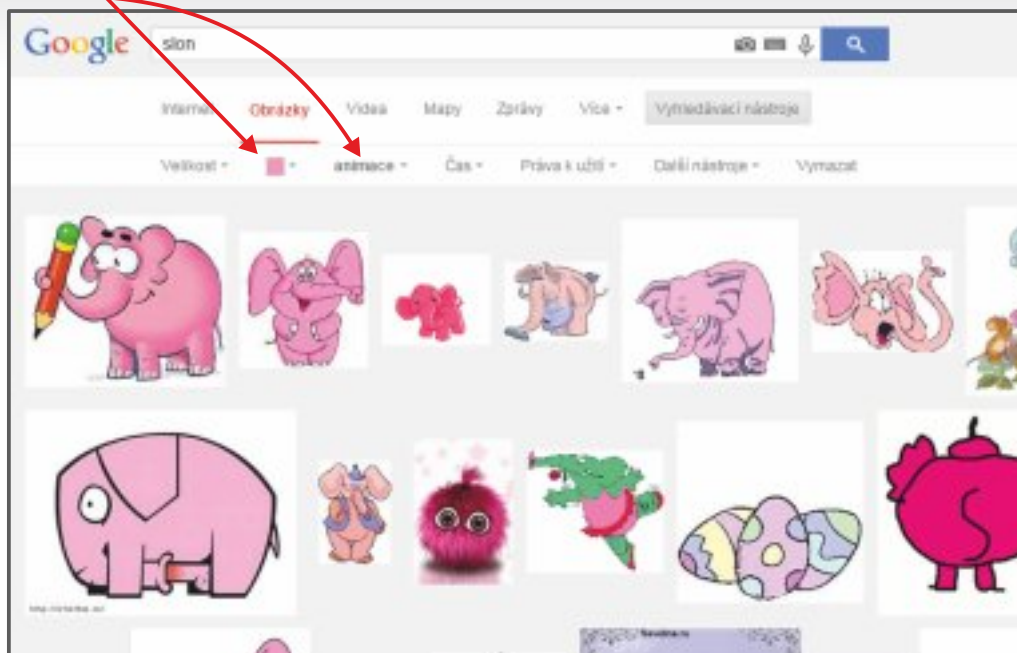 Google slon
Internet Obrázky Videa Mapy Zprávy Více Vyhledávací nástroje
Velikost animace Čas Práva k užití Další nástroje Vymazat